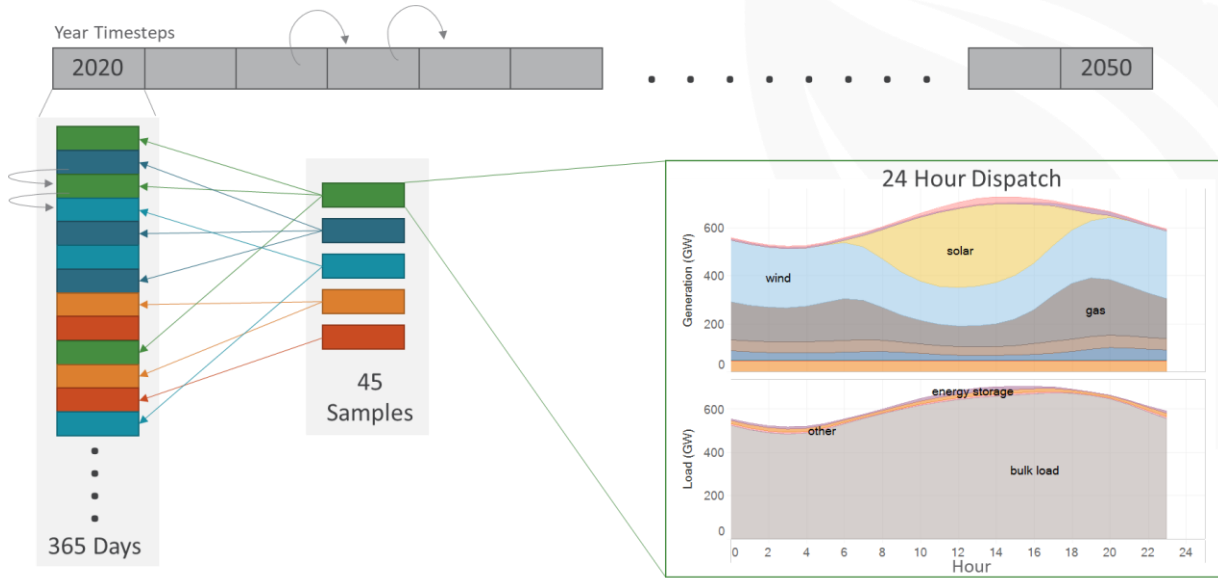 Year Timesteps
2020
2050
365 Days
45
Samples
24 Hour Dispatch
Generation (GW)
600
400
200
0
solar
wind
gas
Load (GW)
600
400
200
0
energy storage
other
bulk load
0 2 4 6 8 10 12 14 16 18 20 22 24
Hour